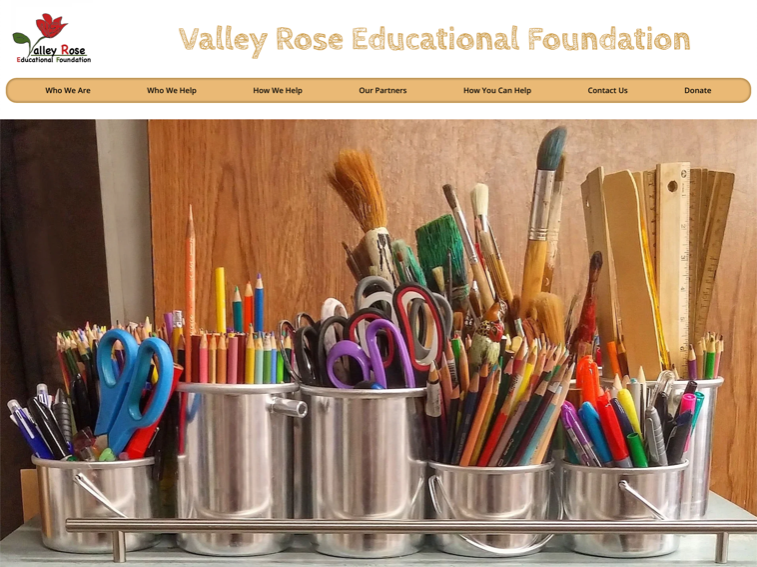 Valley Rose
Educational Foundation
Valley Rose Educational Foundation
Who We Are
Who We Help
How We Help
Our Partners
How You Can Help
Contact Us
Donate